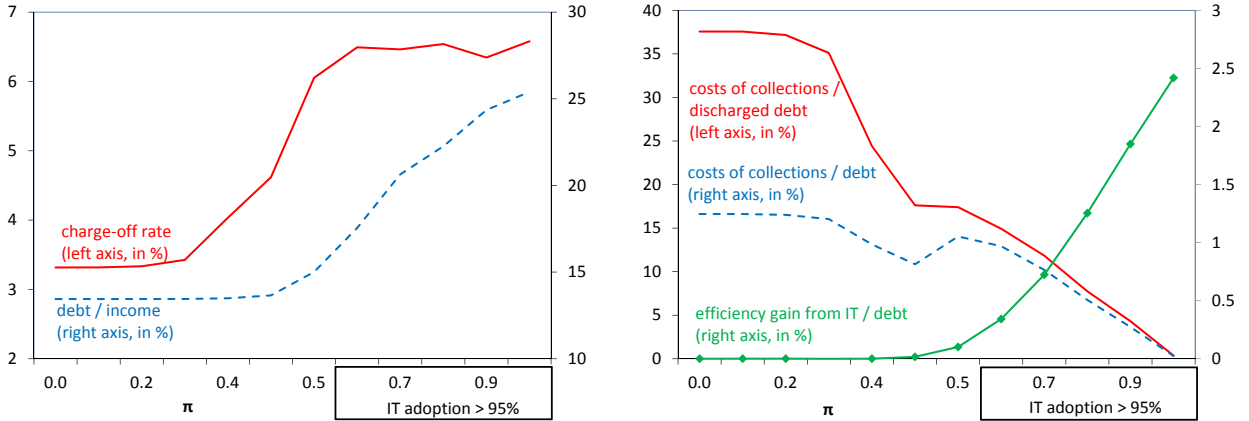 7
6
5
4
3
2
30
25
20
15
10
charge-off rate
(left axis, in %)
debt / income
(right axis, in %)
0.0 0.2 0.4 0.5 0.7 0.9
π
IT adoption > 95%
40
35
30
25
20
15
10
5
0
3
2.5
2
1.5
1
0.5
0
costs of collections /
discharged debt
(left axis, in %)
costs of collections / debt
(right axis, in %)
efficiency gain from IT / debt
(right axis, in %)
0.0 0.2 0.4 0.5 0.7 0.9
π
IT adoption > 95%